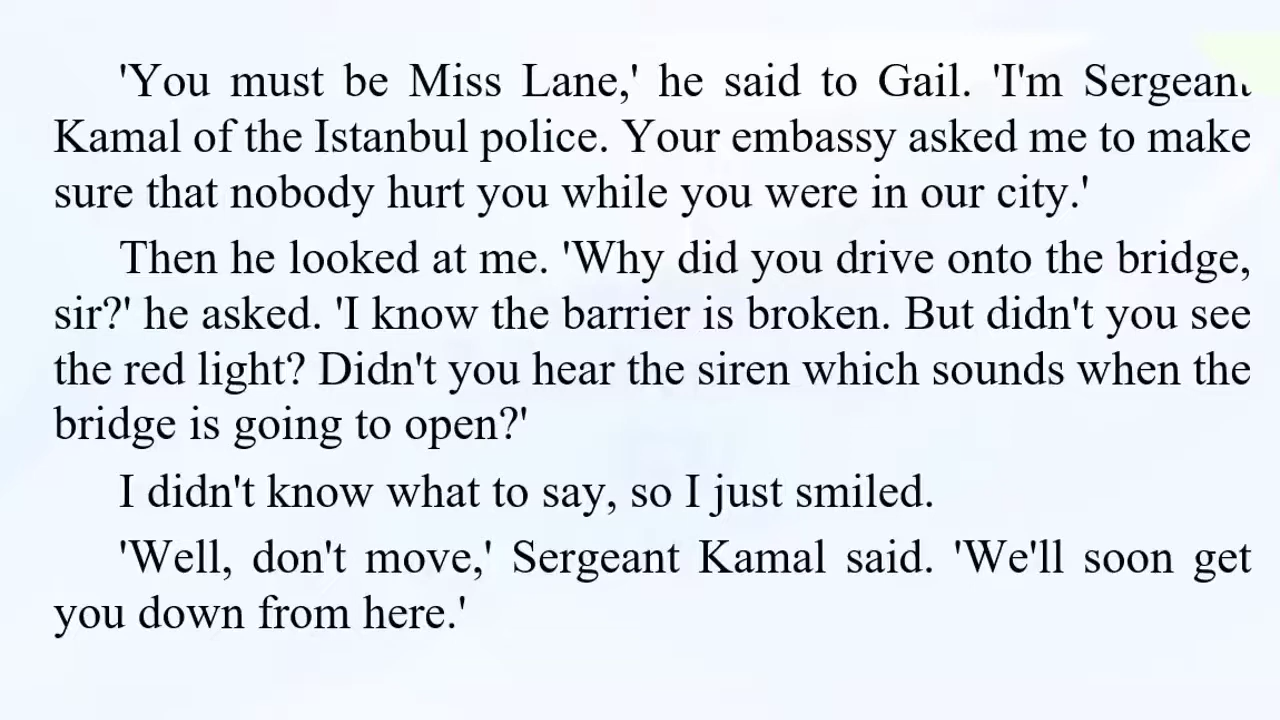 'You must be Miss Lane,' he said to Gail. 'I'm Sergeant
Kamal of the Istanbul police. Your embassy asked me to make
sure that nobody hurt you while you were in our city.'
Then he looked at me. 'Why did you drive onto the bridge,
sir?' he asked. 'I know the barrier is broken. But didn't you see
the red light? Didn't you hear the siren which sounds when the
bridge is going to open?'
I didn't know what to say, so I just smiled.
'Well, don't move,' Sergeant Kamal said. 'We'll soon get
you down from here.'